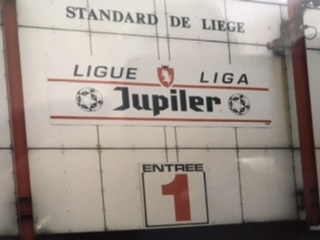 STANDARD DE LIEGE
LIGUE LIGA
Jupiler
ENTREE
1